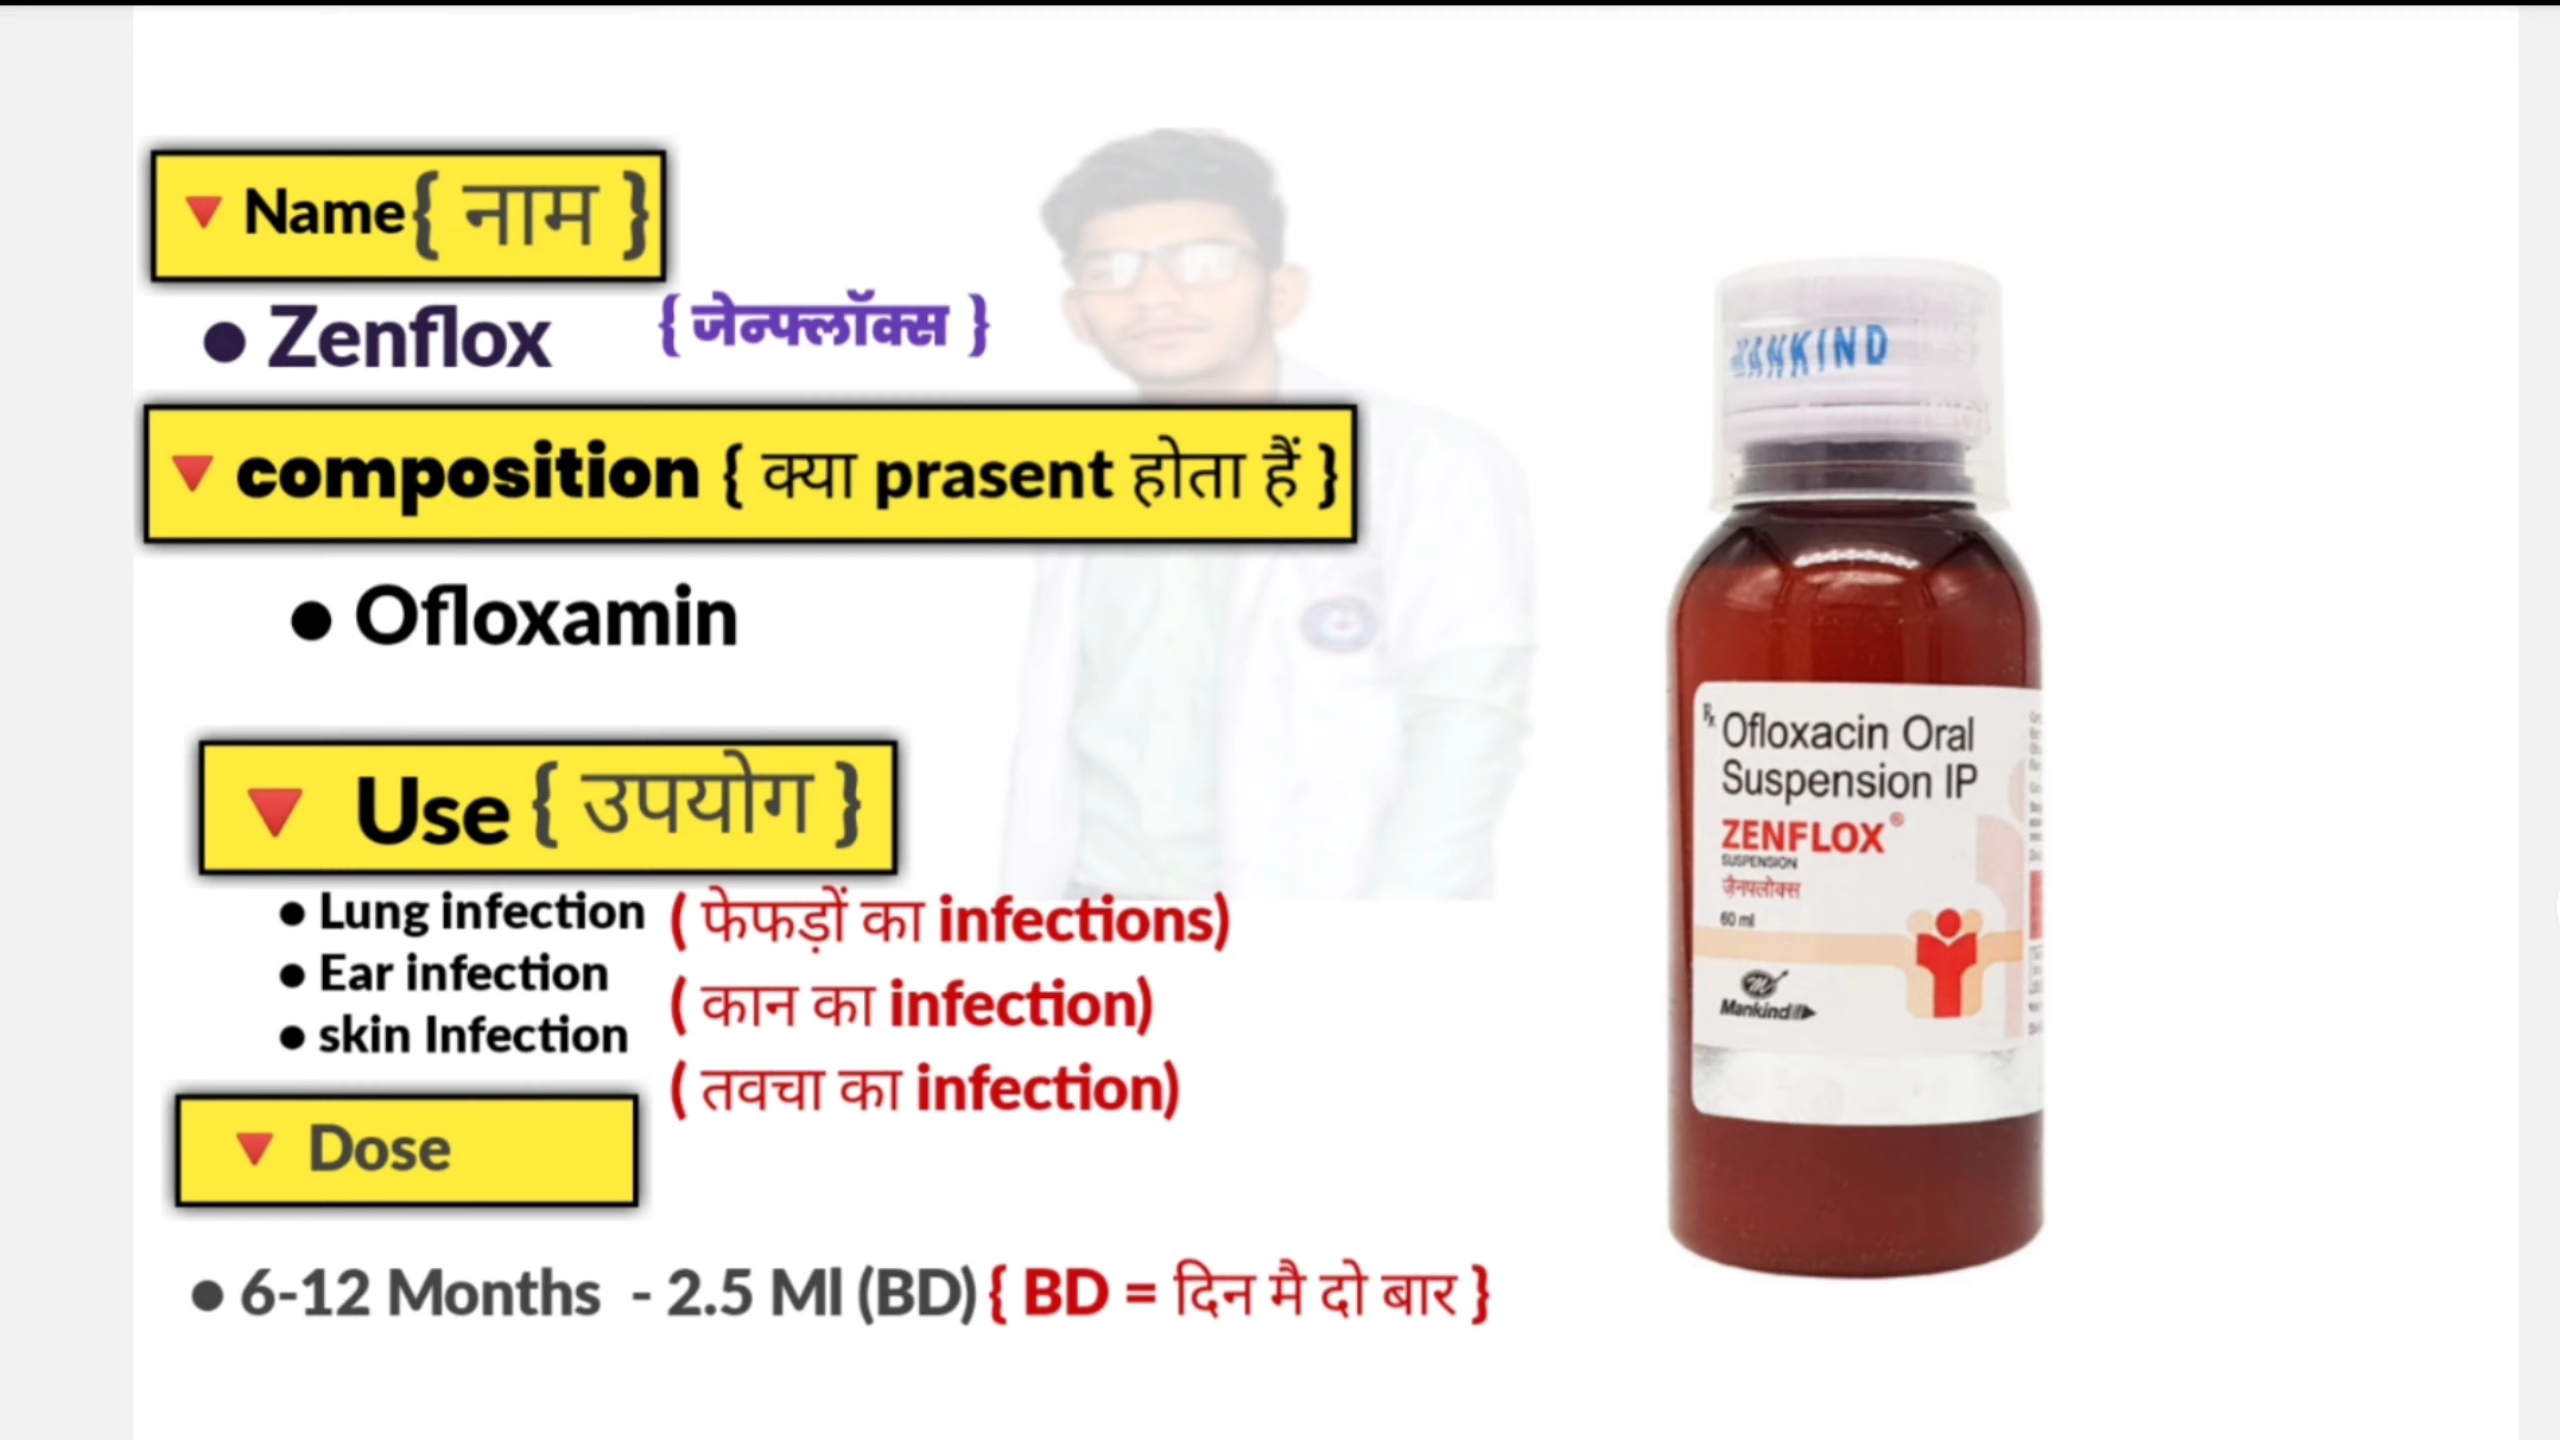 Name { नाम }
● Zenflox { जेन्फ्लॉक्स }
composition { क्या prasent होता हैं }
● Ofloxamin
Use { उपयोग }
● Lung infection ( फेफड़ों का infections)
● Ear infection ( कान का infection)
● skin Infection ( तवचा का infection)
Dose
● 6-12 Months - 2.5 Ml (BD) { BD = दिन मै दो बार }
MANKIND
Rx Ofloxacin Oral
Suspension IP
ZENFLOX®
SUSPENSION
ज़ेनफ्लोक्स
60 ml
Mankind